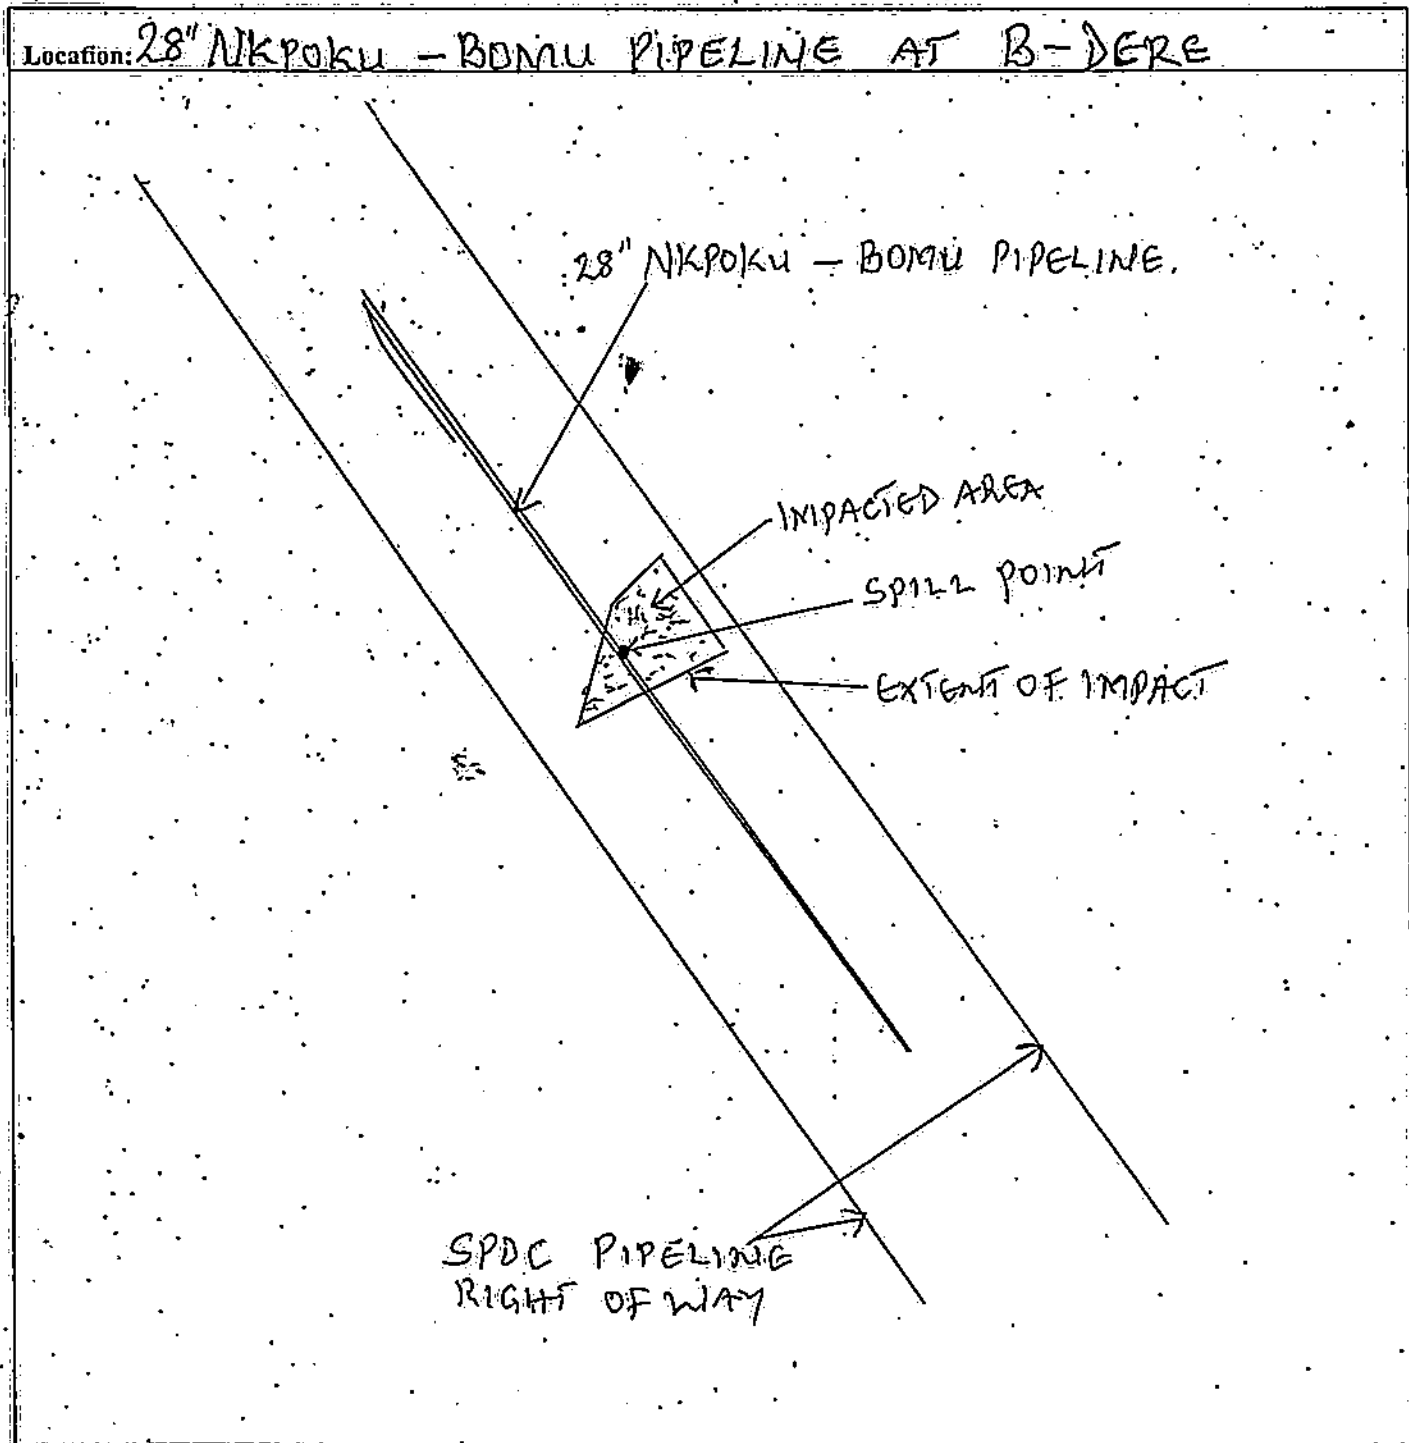 Location: 28" NKPOKU - BOMU PIPELINE AT B-DERE
28" NKPOKU - BOMU PIPELINE.
IMPACTED AREA
SPILL POINT
EXTENT OF IMPACT
SPDC PIPELINE
RIGHT OF WAY